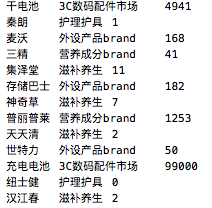 干电池 3C数码配件市场 4941
秦朗 护理护具 1
麦沃 外设产品brand 168
三精 营养成分brand 41
集泽堂 滋补养生 11
存储巴士 外设产品brand 182
神奇草 滋补养生 7
普丽普莱 营养成分brand 1253
天天清 滋补养生 2
世特力 外设产品brand 50
充电电池 3C数码配件市场 99000
纽士健 护理护具 0
汉江春 滋补养生 2